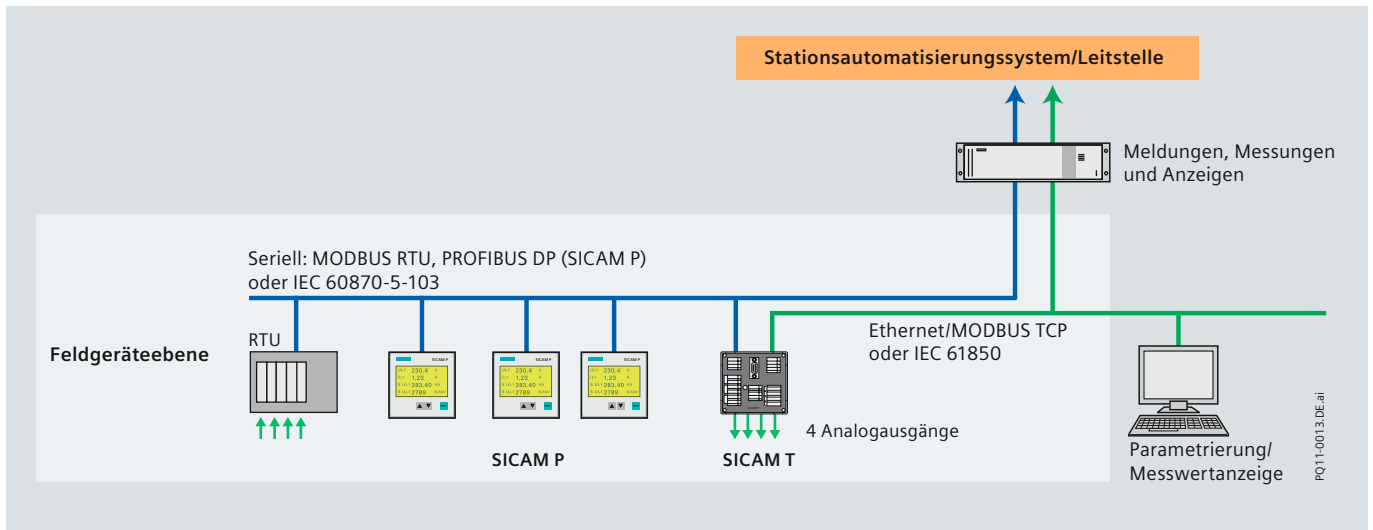 Stationsautomatisierungssystem/Leitstelle
Meldungen, Messungen
und Anzeigen
Seriell: MODBUS RTU, PROFIBUS DP (SICAM P)
oder IEC 60870-5-103
Feldgeräteebene
RTU
Ethernet/MODBUS TCP
oder IEC 61850
SICAM P
230.4
1.23
283.40 VA
2789
SICAM P
230.4
1.23
283.40 VA
2789
SICAM P
230.4
1.23
283.40 VA
2789
4 Analogausgänge
SICAM P
SICAM T
Parametrierung/
Messwertanzeige
PQ11-0013.DE.ai